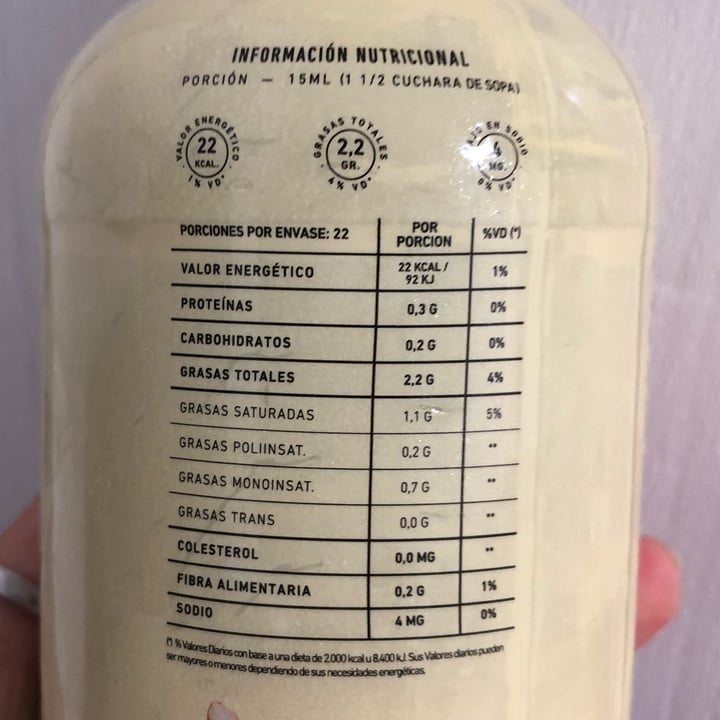 INFORMACIÓN NUTRICIONAL
PORCIÓN — 15ML (1 1/2 CUCHARA DE SOPA)
VALOR ENERGÉTICO
22
KCAL.
1% VD*
GRASAS TOTALES
2,2
GR.
4% VD*
EN SODIO
MG.
0% VD*
PORCIONES POR ENVASE: 22 POR PORCION %VD (*)
VALOR ENERGÉTICO 22 KCAL / 92 KJ 1%
PROTEÍNAS 0,3 G 0%
CARBOHIDRATOS 0,2 G 0%
GRASAS TOTALES 2,2 G 4%
GRASAS SATURADAS 1,1 G 5%
GRASAS POLIINSAT. 0,2 G **
GRASAS MONOINSAT. 0,7 G **
GRASAS TRANS 0,0 G **
COLESTEROL 0,0 MG **
FIBRA ALIMENTARIA 0,2 G 1%
SODIO 4 MG 0%
(*) % Valores Diarios con base a una dieta de 2.000 kcal u 8.400 kJ. Sus Valores diarios pueden
ser mayores o menores dependiendo de sus necesidades energéticas.